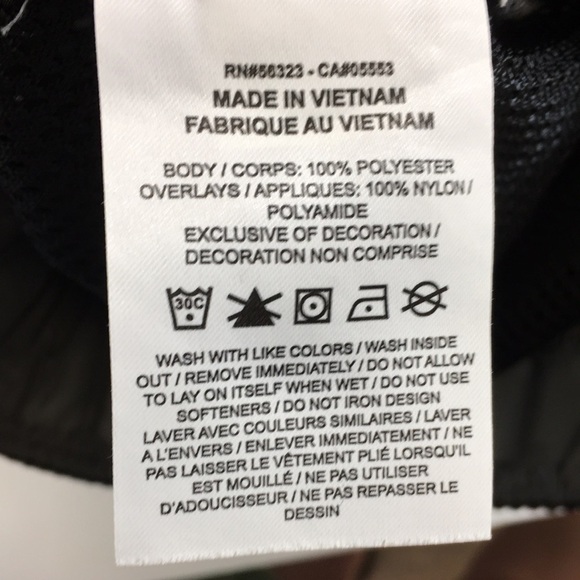 RN#56323 - CA#05553
MADE IN VIETNAM
FABRIQUE AU VIETNAM
BODY / CORPS: 100% POLYESTER
OVERLAYS / APPLIQUES: 100% NYLON /
POLYAMIDE
EXCLUSIVE OF DECORATION /
DECORATION NON COMPRISE
30C
WASH WITH LIKE COLORS / WASH INSIDE
OUT / REMOVE IMMEDIATELY / DO NOT ALLOW
TO LAY ON ITSELF WHEN WET / DO NOT USE
SOFTENERS / DO NOT IRON DESIGN
LAVER AVEC COULEURS SIMILAIRES / LAVER
A L'ENVERS / ENLEVER IMMEDIATEMENT / NE
PAS LAISSER LE VÊTEMENT PLIÉ LORSQU'IL
EST MOUILLÉ / NE PAS UTILISER
D'ADOUCISSEUR / NE PAS REPASSER LE
DESSIN